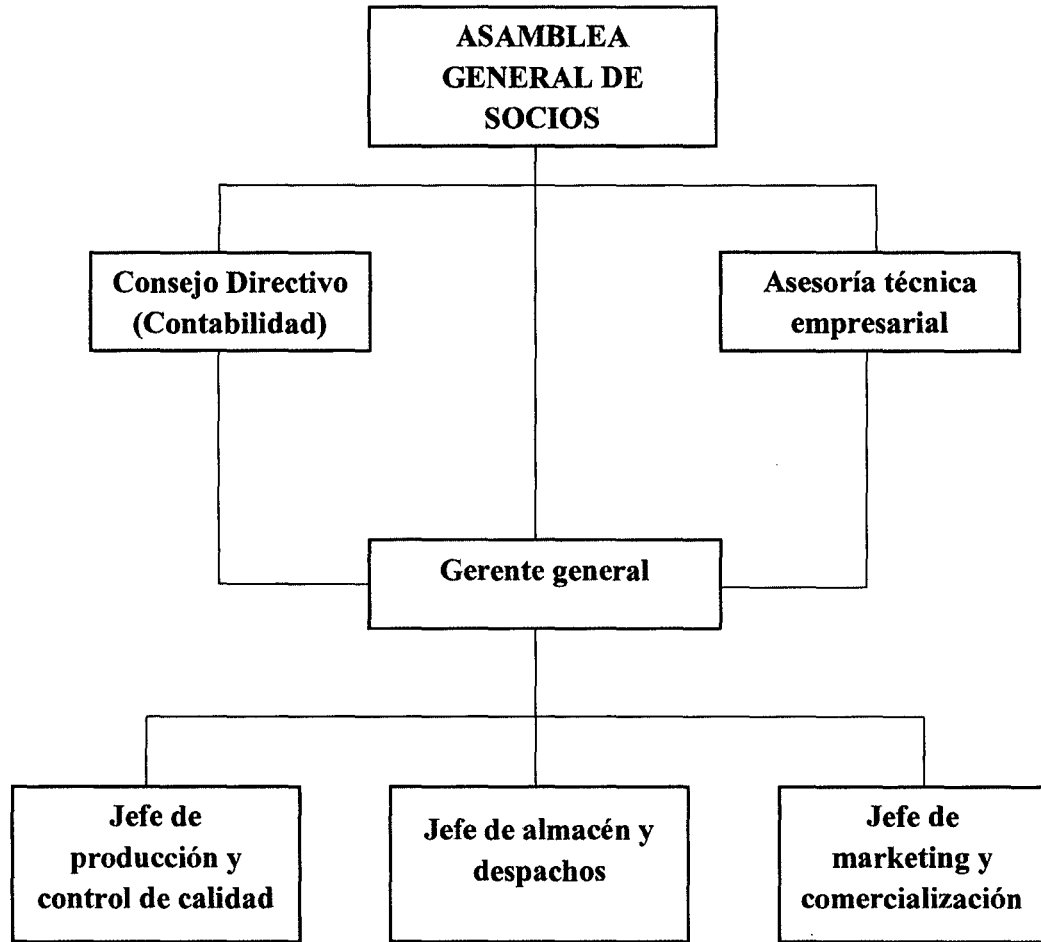 ASAMBLEA
GENERAL DE
SOCIOS
Consejo Directivo
(Contabilidad)
Asesoría técnica
empresarial
Gerente general
Jefe de
producción y
control de calidad
Jefe de almacén y
despachos
Jefe de
marketing y
comercialización